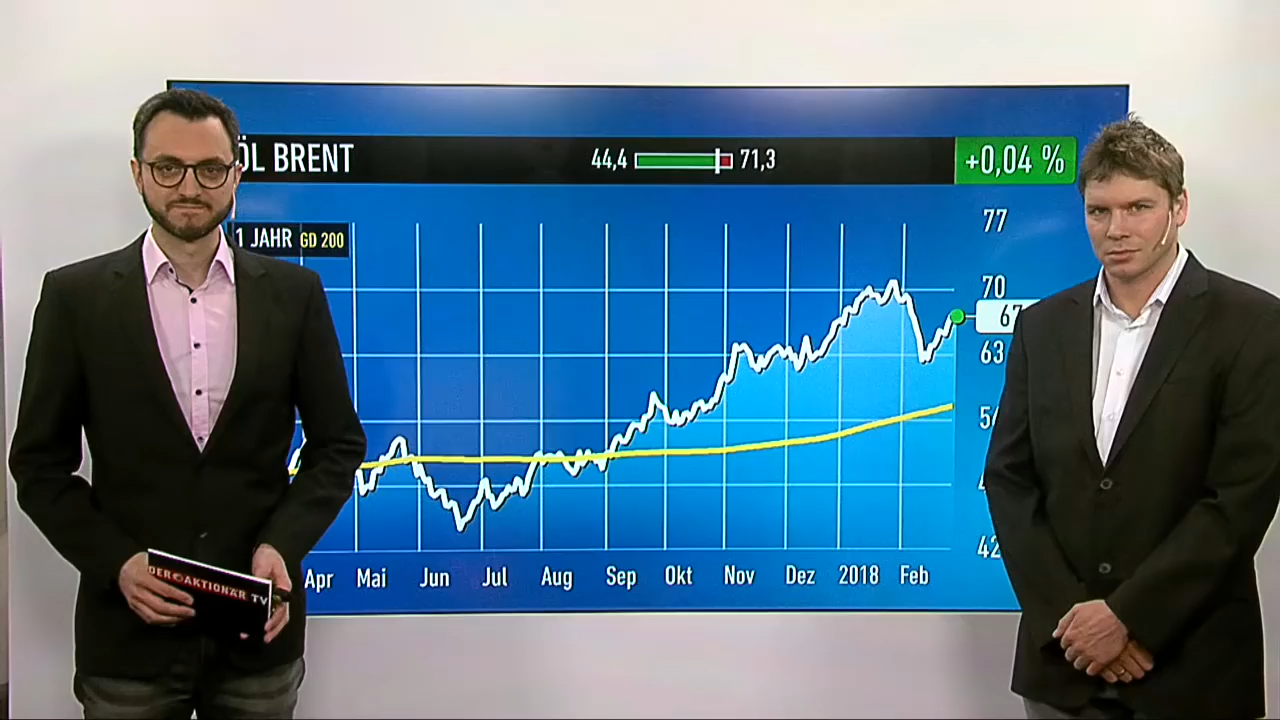 ÖL BRENT 44,4 71,3 +0,04 %
1 JAHR GD 200
77
70
67
63
42
Apr Mai Jun Jul Aug Sep Okt Nov Dez 2018 Feb
DER AKTIONÄR TV